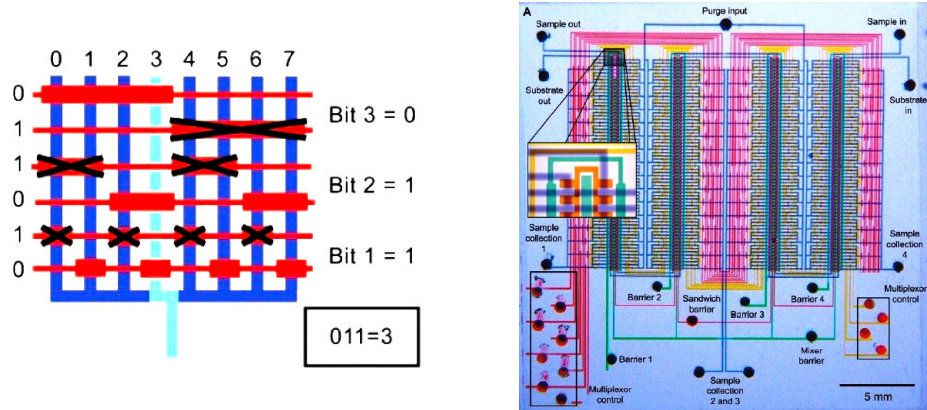 0 1 2 3 4 5 6 7
0
1
Bit 3 = 0
1
Bit 2 = 1
0
1
Bit 1 = 1
0
011=3
A
Purge input
Sample out
Sample in
Substrate
out
Substrate
in
Sample
collection
1
Sample
collection
4
Barrier 2
Sandwich
barrier
Barrier 3
Barrier 4
Multiplexor
control
Barrier 1
Mixer
barrier
Multiplexor
control
Sample
collection
2 and 3
5 mm